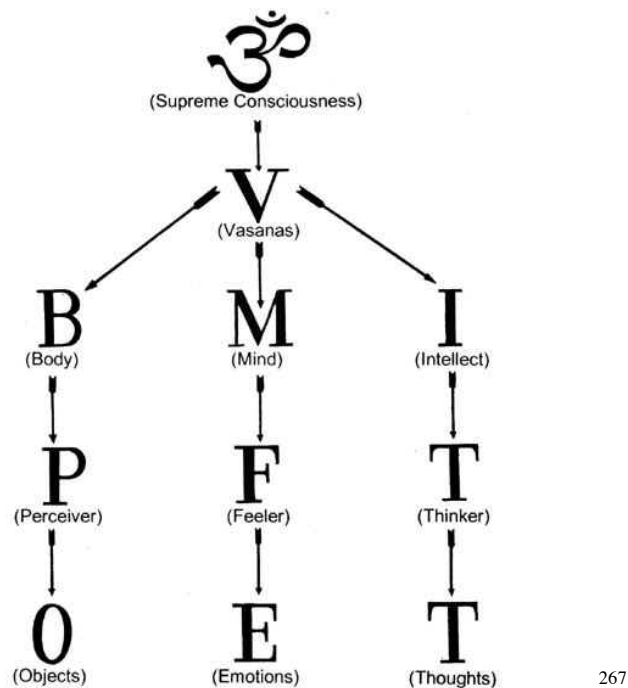 ॐ
(Supreme Consciousness)
V
(Vasanas)
B M I
(Body) (Mind) (Intellect)
P F T
(Perceiver) (Feeler) (Thinker)
O E T
(Objects) (Emotions) (Thoughts) 267